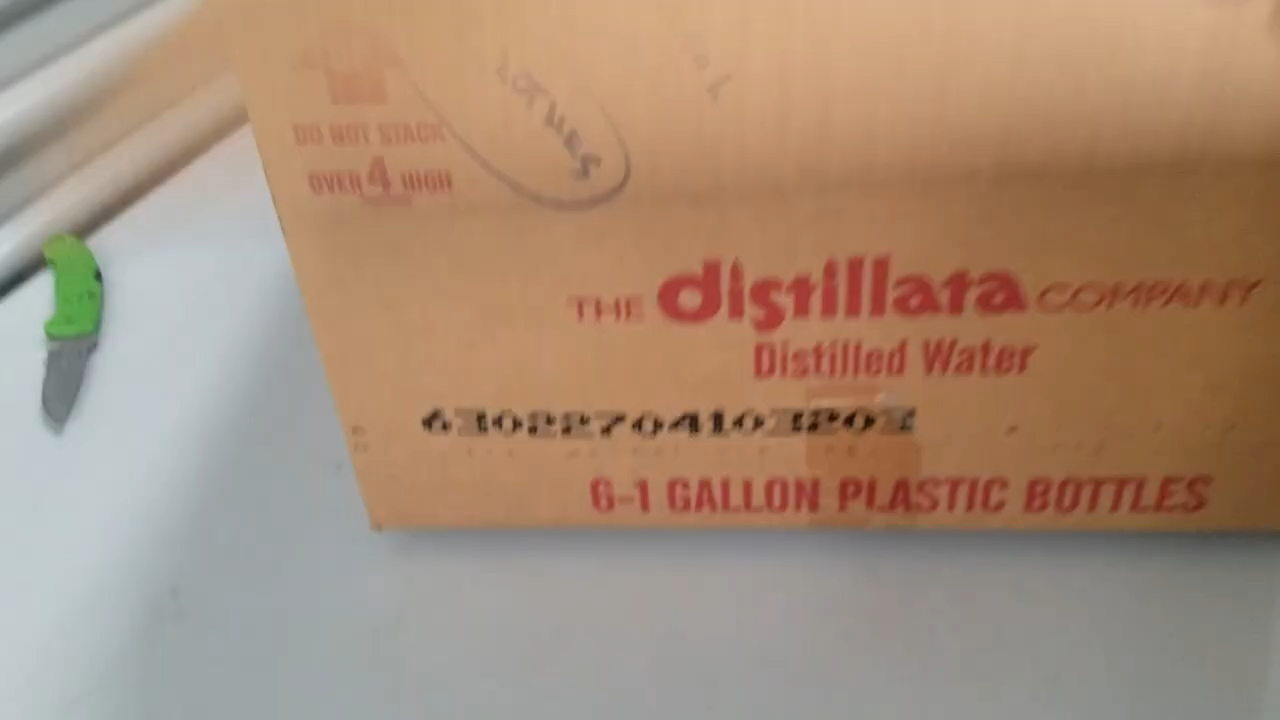 DO NOT STACK
OVER 4 HIGH
THE distillata COMPANY
Distilled Water
6-1 GALLON PLASTIC BOTTLES